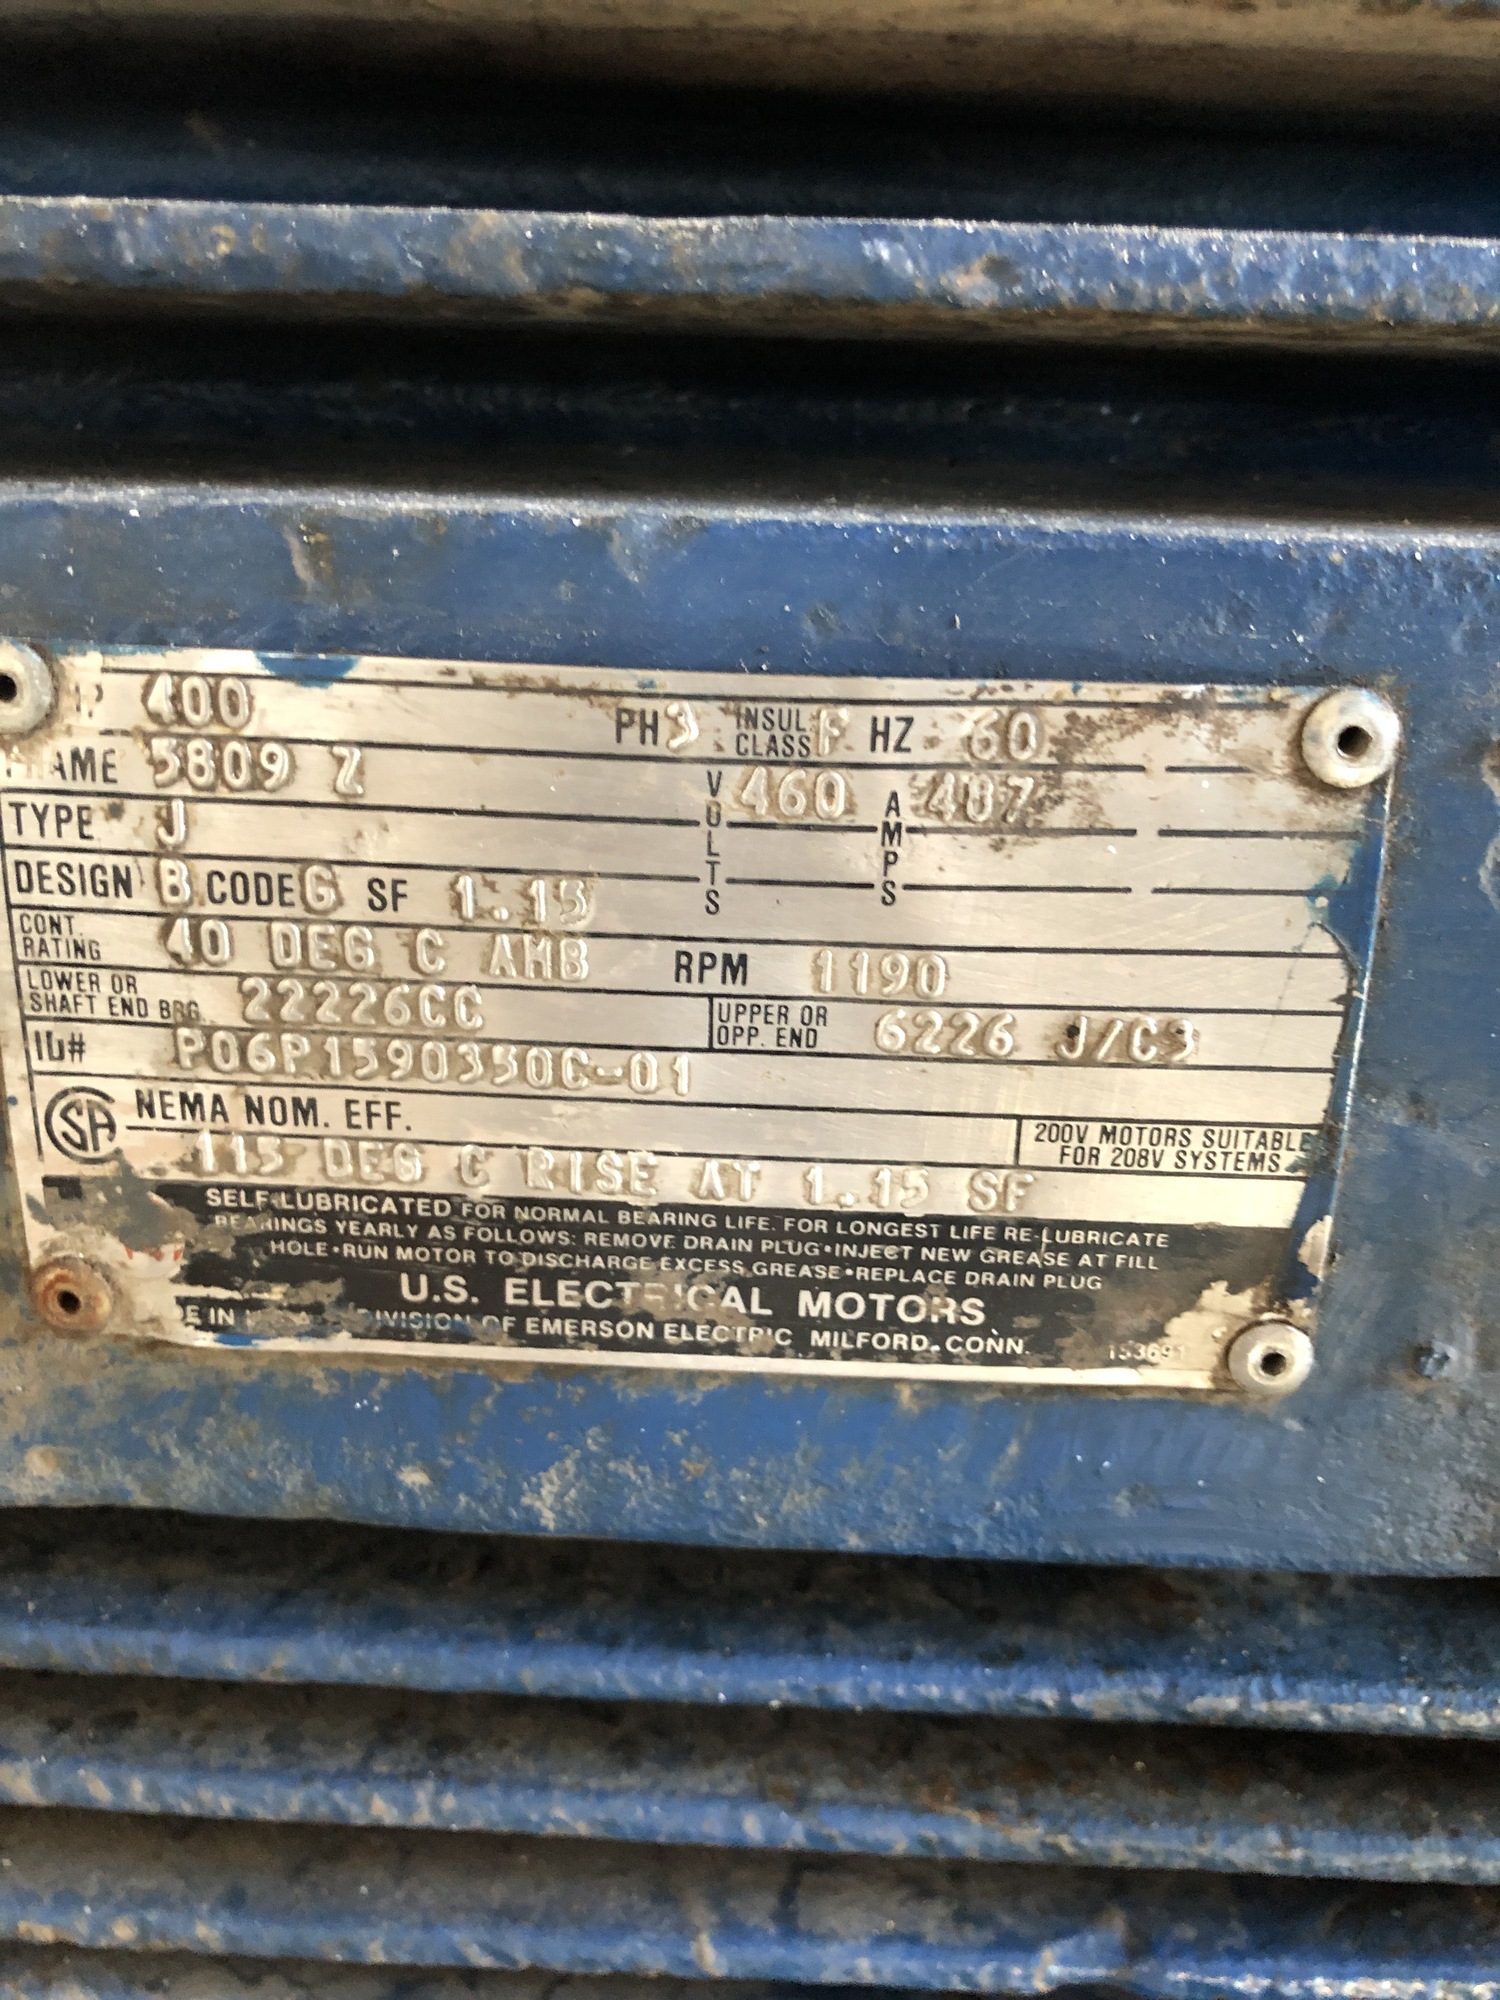 400 PH 3 INSUL. CLASS F HZ 60
FRAME 5809 Z VOLTS 460 AMPS 487
TYPE J
DESIGN B CODE G SF 1.15
CONT. RATING 40 DEG C AMB RPM 1190
LOWER OR SHAFT END BRG. 22226CC UPPER OR OPP. END 6226 J/C3
ID# P06P1590350C-01
SA NEMA NOM. EFF.
200V MOTORS SUITABLE
FOR 208V SYSTEMS
115 DEG C RISE AT 1.15 SF
SELF-LUBRICATED FOR NORMAL BEARING LIFE. FOR LONGEST LIFE RE-LUBRICATE
BEARINGS YEARLY AS FOLLOWS: REMOVE DRAIN PLUG•INJECT NEW GREASE AT FILL
HOLE•RUN MOTOR TO DISCHARGE EXCESS GREASE•REPLACE DRAIN PLUG
U.S. ELECTRICAL MOTORS
IN DIVISION OF EMERSON ELECTRIC MILFORD, CONN.